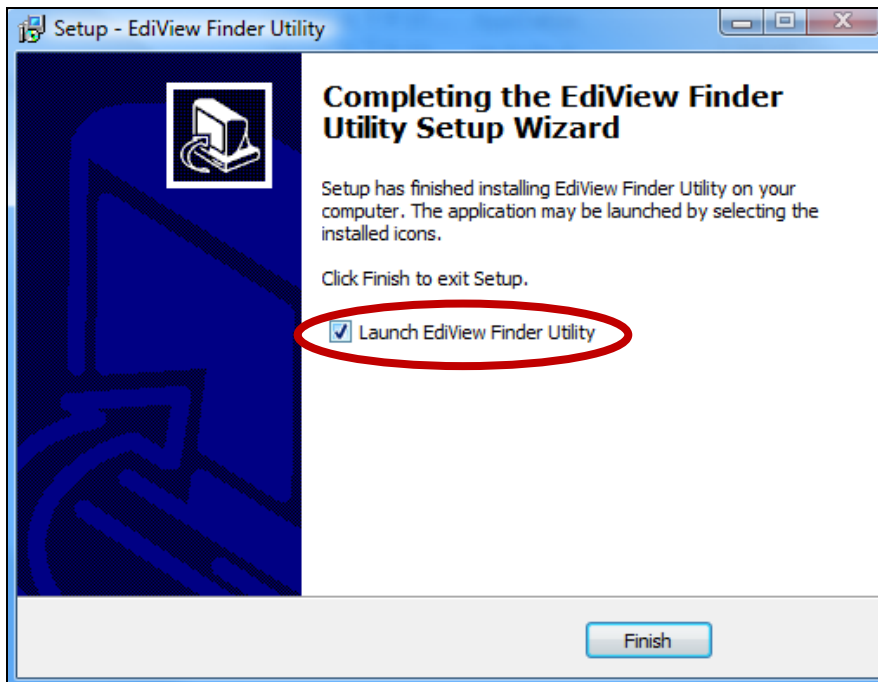 Setup - EdiView Finder Utility
Completing the EdiView Finder
Utility Setup Wizard
Setup has finished installing EdiView Finder Utility on your
computer. The application may be launched by selecting the
installed icons.
Click Finish to exit Setup.
Launch EdiView Finder Utility
Finish